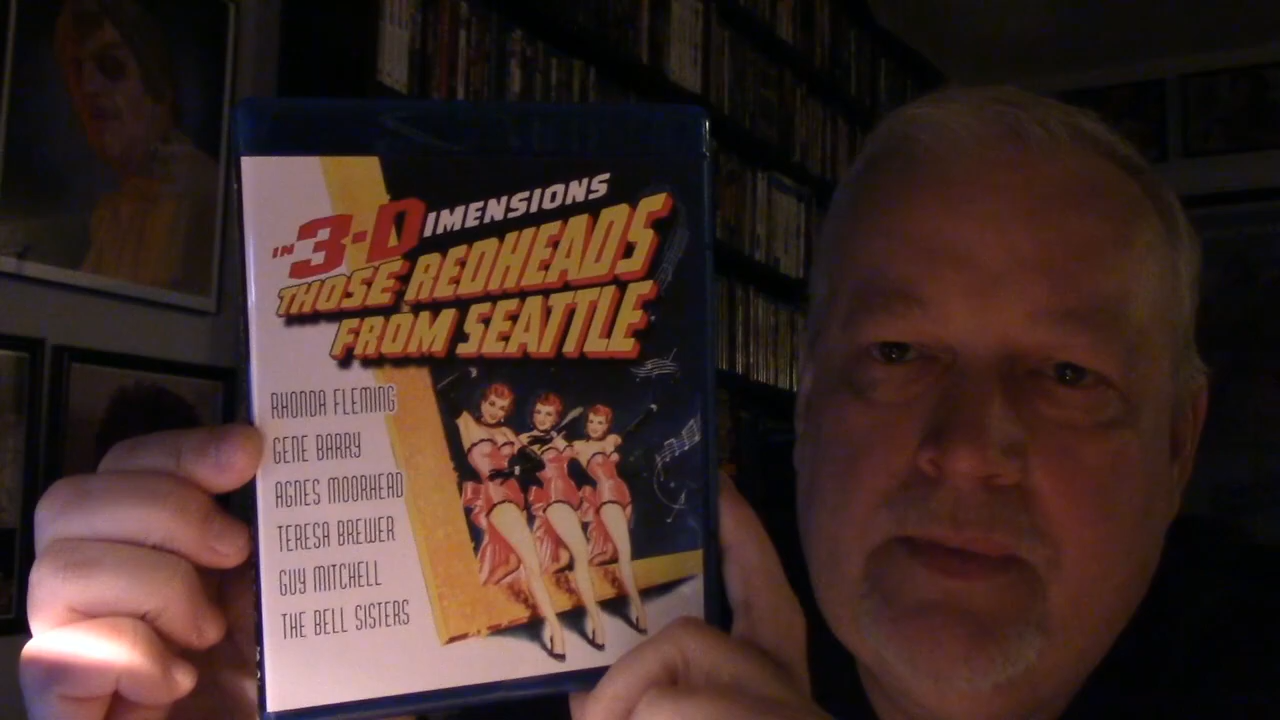 IN 3-DIMENSIONS
THOSE REDHEADS
FROM SEATTLE
RHONDA FLEMING
GENE BARRY
AGNES MOORHEAD
TERESA BREWER
GUY MITCHELL
THE BELL SISTERS